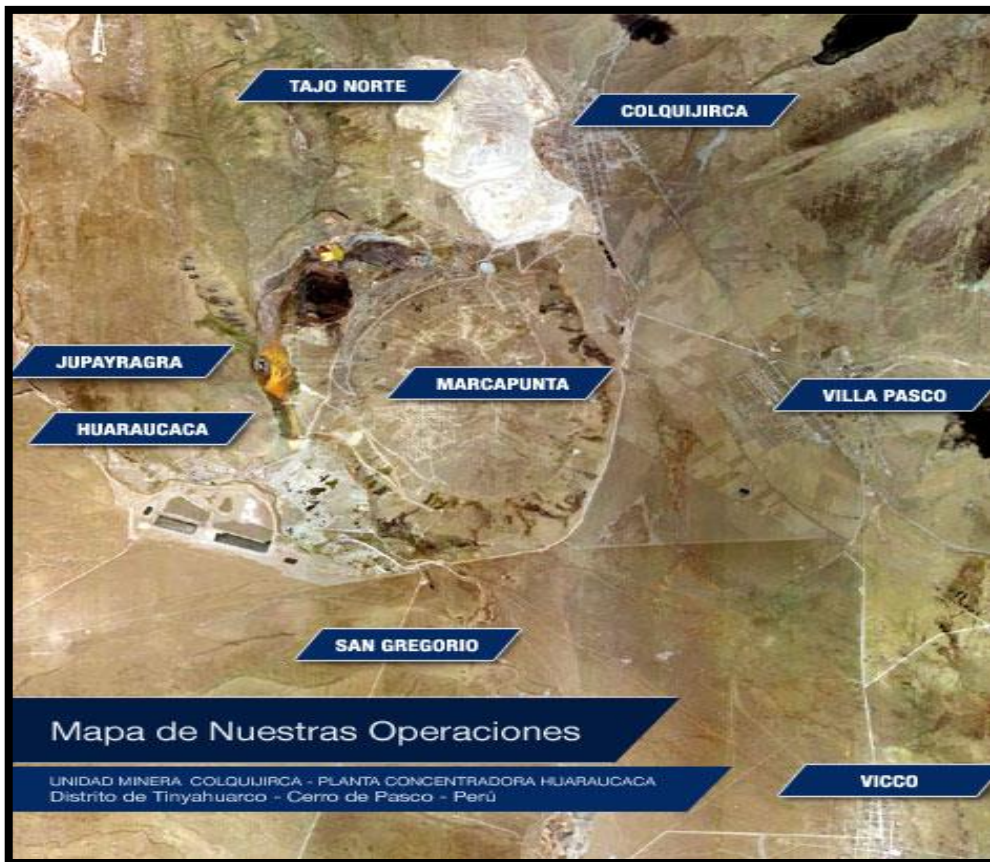 TAJO NORTE
COLQUIJIRCA
JUPAYRAGRA
MARCAPUNTA
VILLA PASCO
HUARAUCACA
SAN GREGORIO
Mapa de Nuestras Operaciones
UNIDAD MINERA COLQUIJIRCA - PLANTA CONCENTRADORA HUARAUCACA
Distrito de Tinyahuarco - Cerro de Pasco - Perú
VICCO